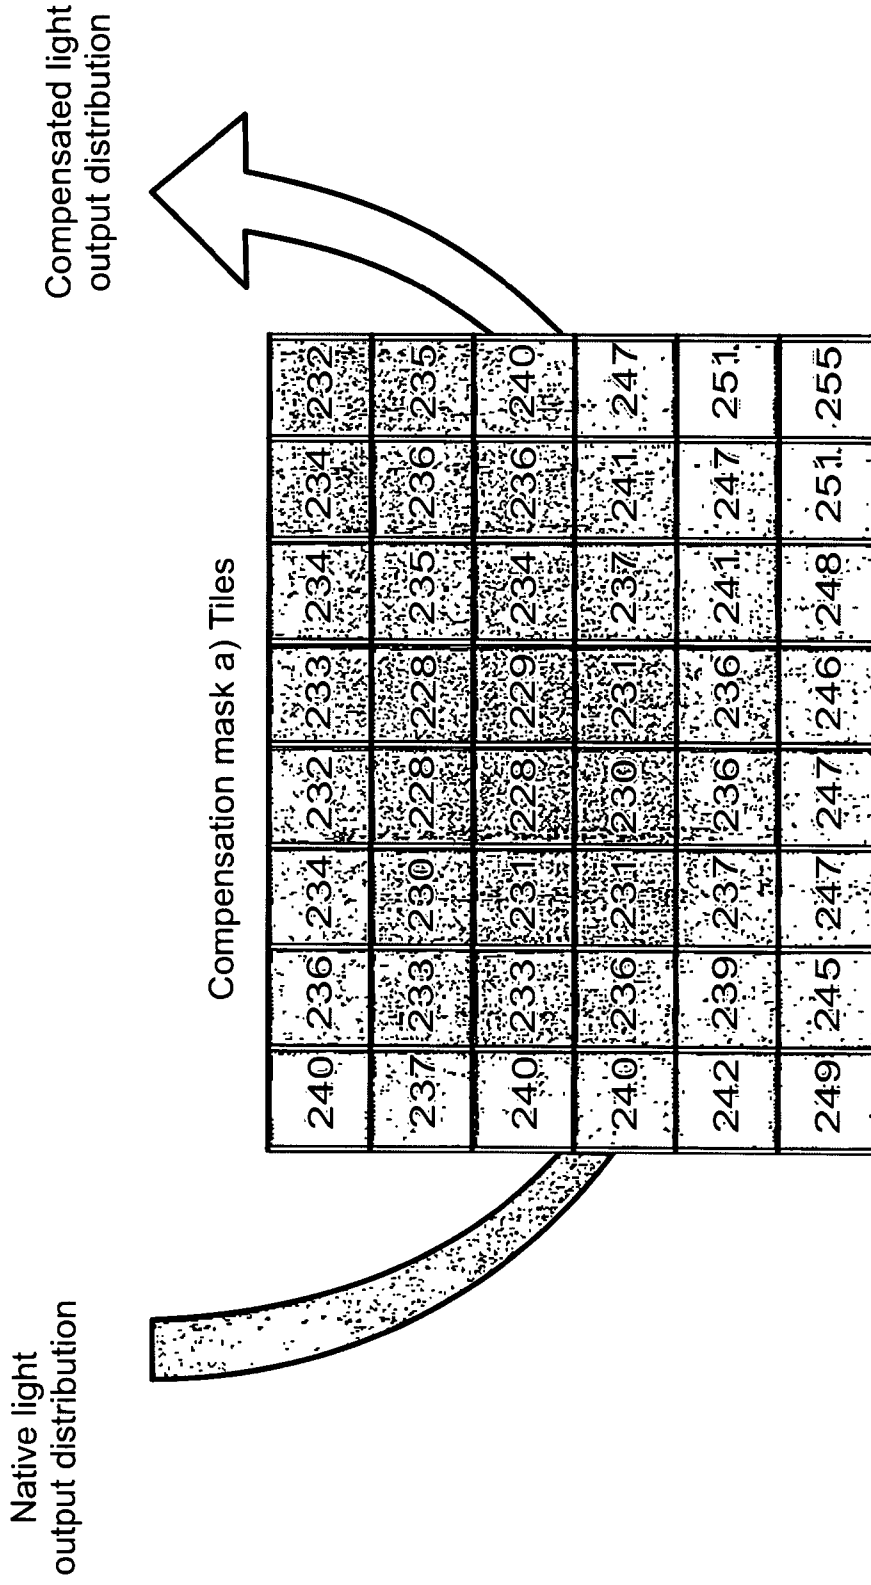 Native light
output distribution
Compensated light
output distribution
Compensation mask a) Tiles
240 236 234 232 233 234 234 232
237 233 230 228 228 235 236 235
240 233 231 228 229 234 236 240
240 236 231 230 231 237 241 247
242 239 237 236 236 241 247 251
249 245 247 247 246 248 251 255